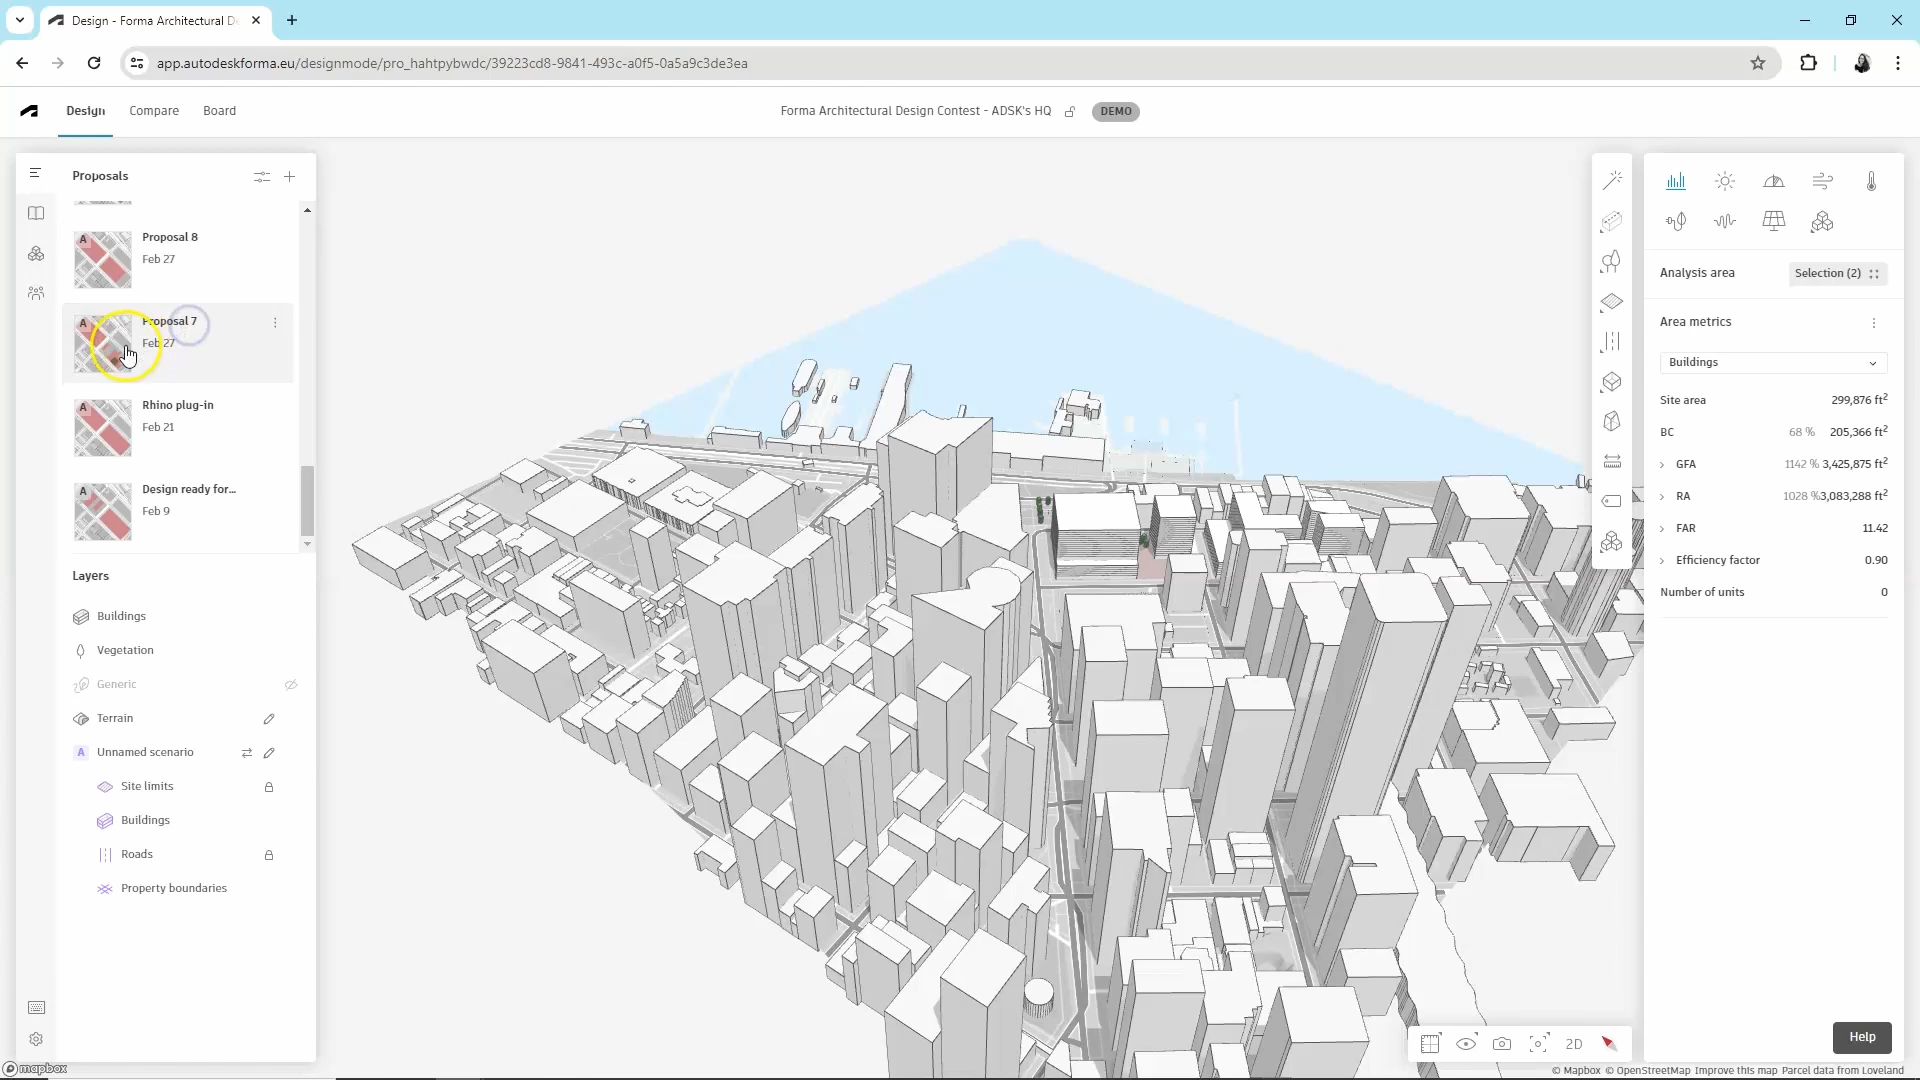 Design - Forma Architectural D
app.autodeskforma.eu/designmode/pro_hahtpybwdc/39223cd8-9841-493c-a0f5-0a5a9c3de3ea
Design
Compare
Board
Forma Architectural Design Contest - ADSK's HQ
DEMO
Proposals
A
Proposal 8
Feb 27
A
Proposal 7
Feb 27
A
Rhino plug-in
Feb 21
A
Design ready for...
Feb 9
Layers
Buildings
Vegetation
Generic
Terrain
A Unnamed scenario
Site limits
Buildings
Roads
Property boundaries
Analysis area
Selection (2)
Area metrics
Buildings
Site area 299,876 ft²
BC 68 % 205,366 ft²
GFA 1142 % 3,425,875 ft²
RA 1028 %3,083,288 ft²
FAR 11.42
Efficiency factor 0.90
Number of units 0
Help
2D
mapbox
© Mapbox © OpenStreetMap Improve this map Parcel data from Loveland